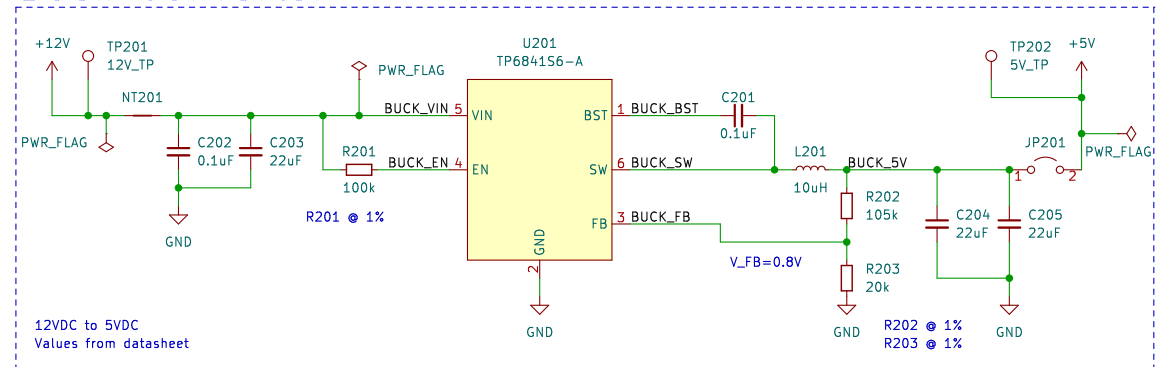 +12V
TP201
12V_TP
NT201
PWR_FLAG
C202
0.1uF
C203
22uF
GND
PWR_FLAG
BUCK_VIN
5
R201
100k
BUCK_EN
4
R201 @ 1%
U201
TP6841S6-A
VIN
EN
BST
SW
FB
GND
2
GND
1
BUCK_BST
6
BUCK_SW
3
BUCK_FB
C201
0.1uF
L201
10uH
BUCK_5V
V_FB=0.8V
R202
105k
R203
20k
GND
C204
22uF
C205
22uF
GND
TP202
5V_TP
+5V
PWR_FLAG
JP201
1
2
R202 @ 1%
R203 @ 1%
12VDC to 5VDC
Values from datasheet